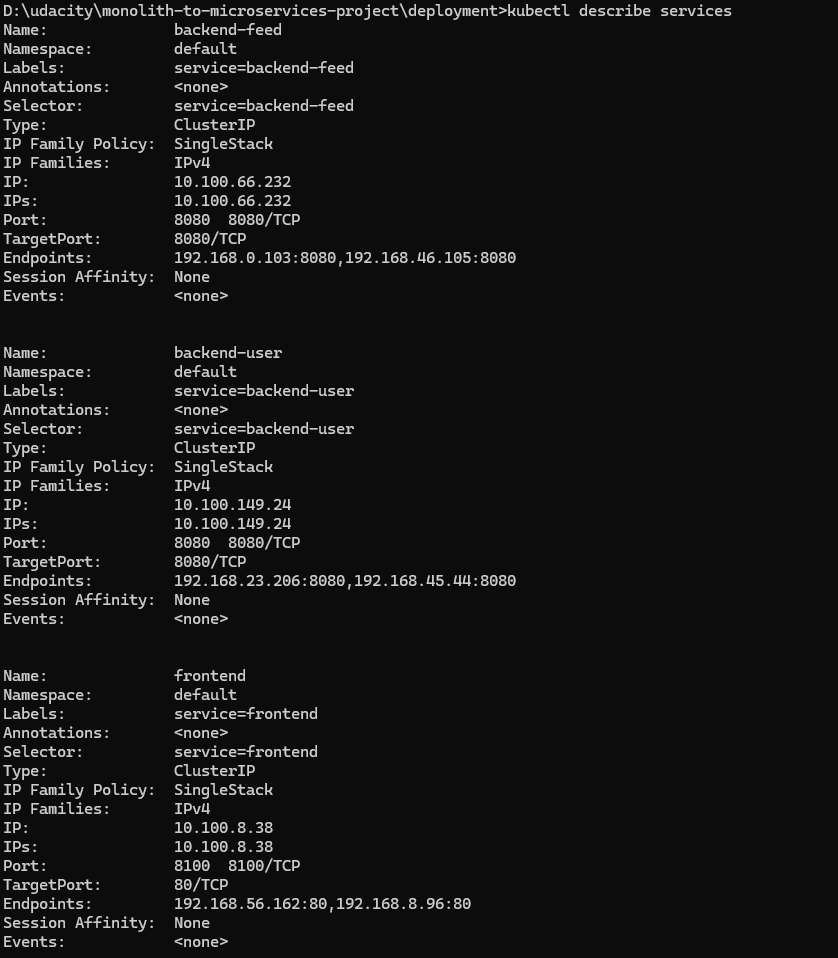 D:\udacity\monolith-to-microservices-project\deployment>kubectl describe services
Name:              backend-feed
Namespace:         default
Labels:            service=backend-feed
Annotations:       <none>
Selector:          service=backend-feed
Type:              ClusterIP
IP Family Policy:  SingleStack
IP Families:       IPv4
IP:                10.100.66.232
IPs:               10.100.66.232
Port:              8080  8080/TCP
TargetPort:        8080/TCP
Endpoints:         192.168.0.103:8080,192.168.46.105:8080
Session Affinity:  None
Events:            <none>
Name:              backend-user
Namespace:         default
Labels:            service=backend-user
Annotations:       <none>
Selector:          service=backend-user
Type:              ClusterIP
IP Family Policy:  SingleStack
IP Families:       IPv4
IP:                10.100.149.24
IPs:               10.100.149.24
Port:              8080  8080/TCP
TargetPort:        8080/TCP
Endpoints:         192.168.23.206:8080,192.168.45.44:8080
Session Affinity:  None
Events:            <none>
Name:              frontend
Namespace:         default
Labels:            service=frontend
Annotations:       <none>
Selector:          service=frontend
Type:              ClusterIP
IP Family Policy:  SingleStack
IP Families:       IPv4
IP:                10.100.8.38
IPs:               10.100.8.38
Port:              8100  8100/TCP
TargetPort:        80/TCP
Endpoints:         192.168.56.162:80,192.168.8.96:80
Session Affinity:  None
Events:            <none>